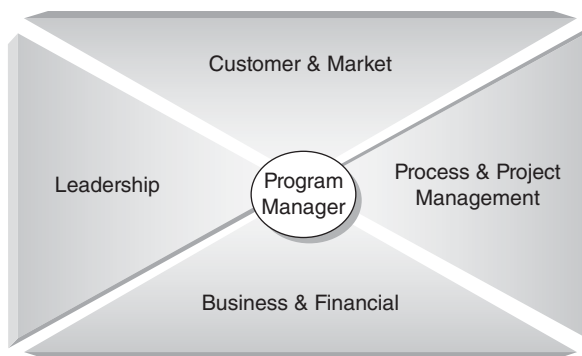 Customer & Market
Leadership
Program
Manager
Process & Project
Management
Business & Financial